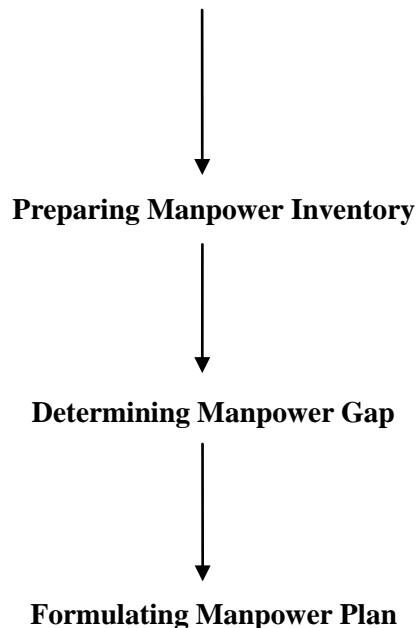 Preparing Manpower Inventory
Determining Manpower Gap
Formulating Manpower Plan